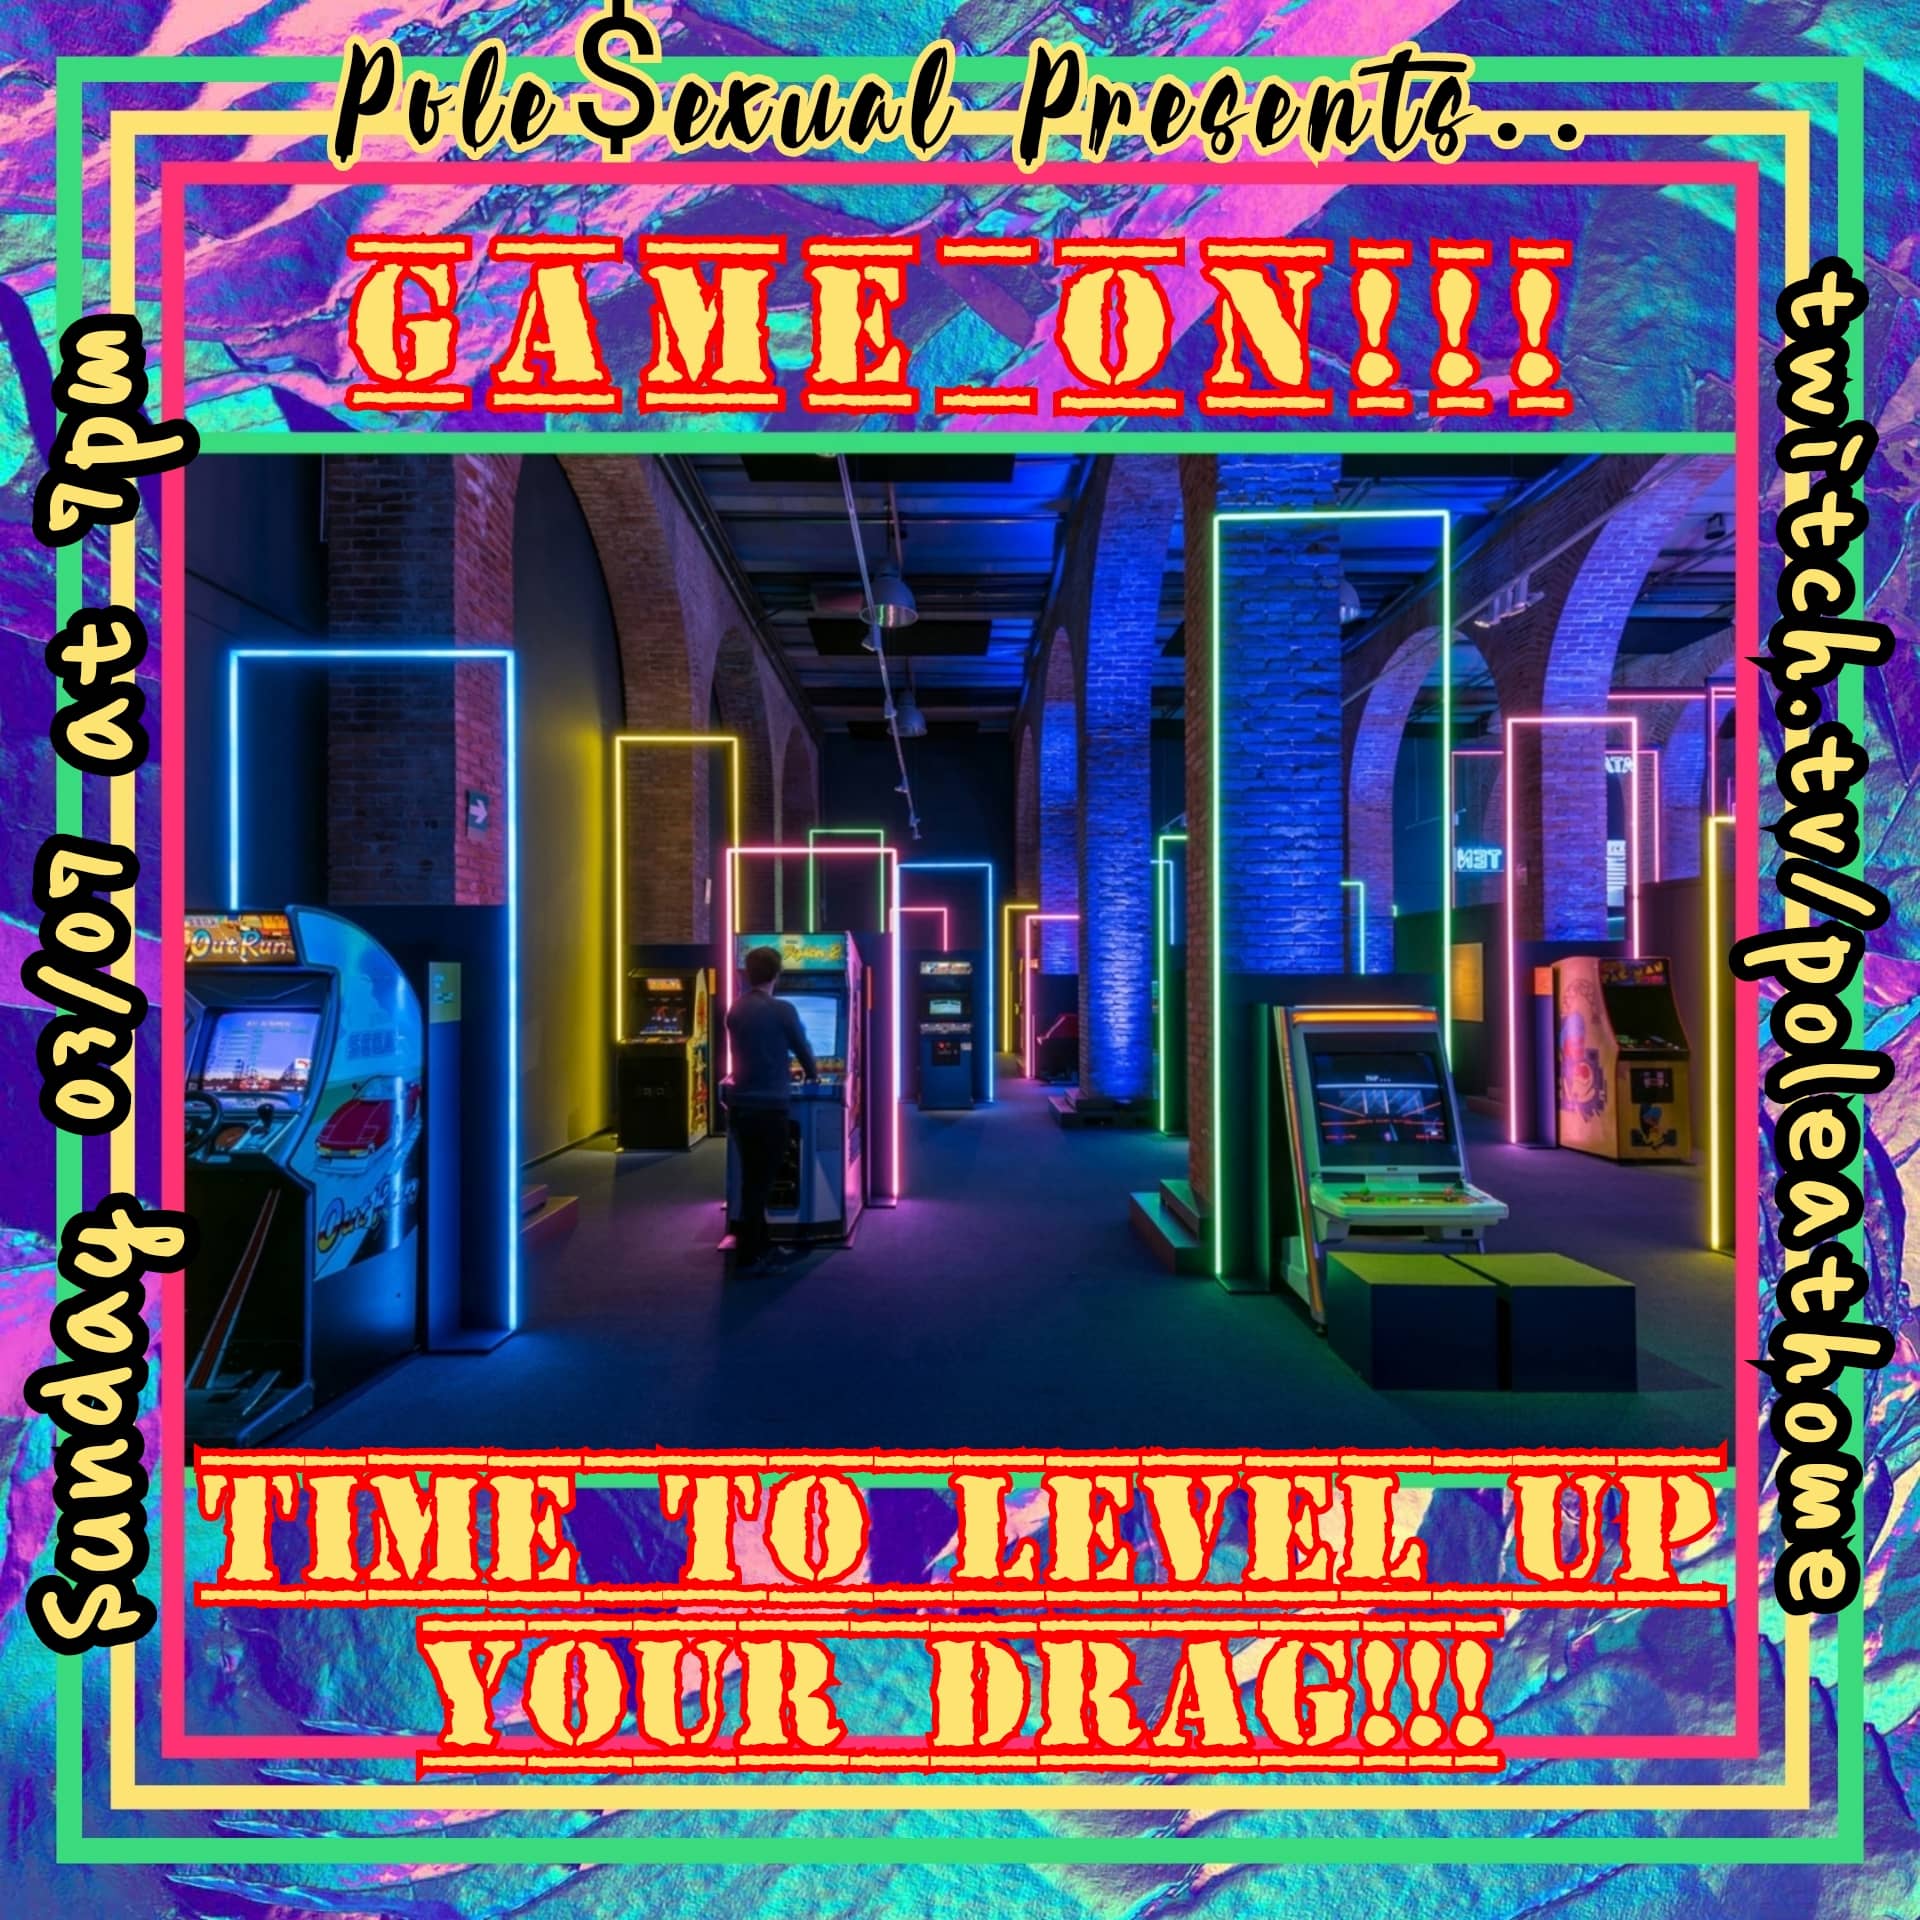 Pole$exual Presents...
GAME ON!!!
Sunday 03/07 at 7pm
twitch.tv/poleathome
OutRun
SEGA
OutRun
TIME TO LEVEL UP
YOUR DRAG!!!